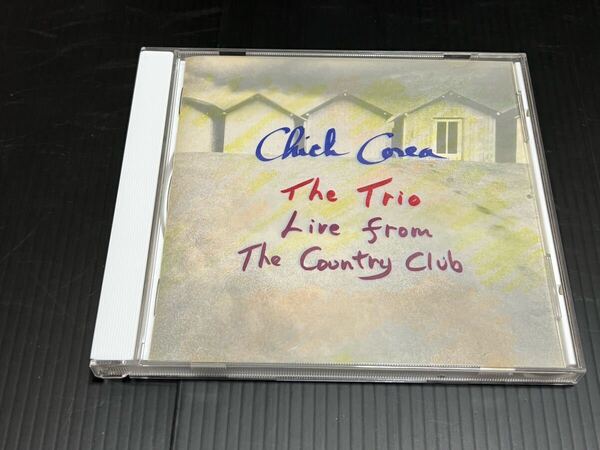 Chick Corea
The Trio
Live from
The Country Club